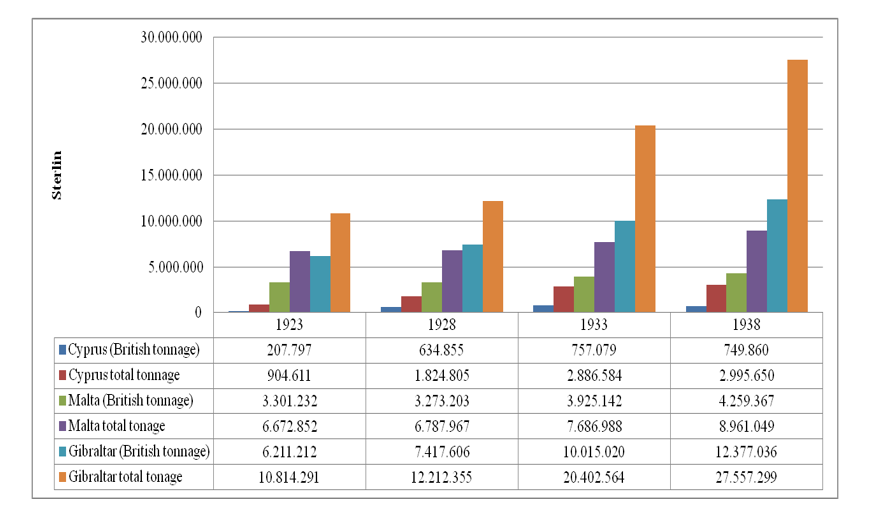 30.000.000
25.000.000
20.000.000
15.000.000
10.000.000
5.000.000
0
Sterlin
1923 1928 1933 1938
Cyprus (British tonnage) 207.797 634.855 757.079 749.860
Cyprus total tonnage 904.611 1.824.805 2.886.584 2.995.650
Malta (British tonnage) 3.301.232 3.273.203 3.925.142 4.259.367
Malta total tonage 6.672.852 6.787.967 7.686.988 8.961.049
Gibraltar (British tonnage) 6.211.212 7.417.606 10.015.020 12.377.036
Gibraltar total tonage 10.814.291 12.212.355 20.402.564 27.557.299